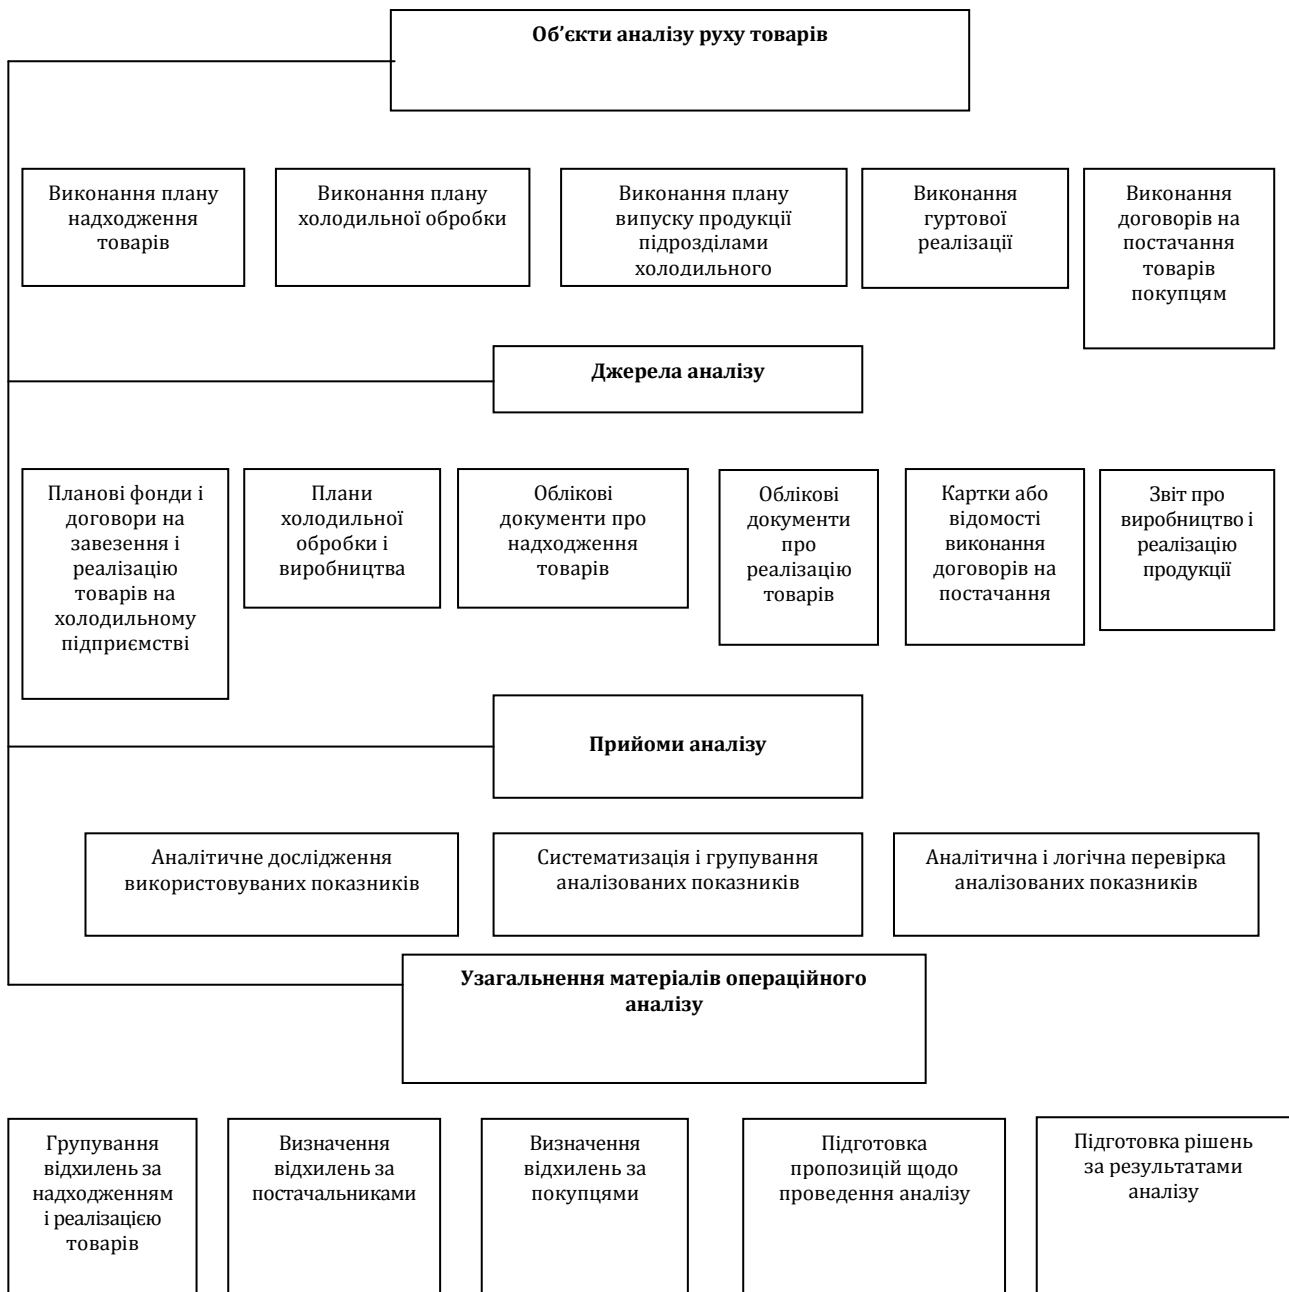 Об’єкти аналізу руху товарів
Виконання плану
надходження
товарів
Виконання плану
холодильної обробки
Виконання плану
випуску продукції
підрозділами
холодильного
Виконання
гуртової
реалізації
Виконання
договорів на
постачання
товарів
покупцям
Джерела аналізу
Планові фонди і
договори на
завезення і
реалізацію
товарів на
холодильному
підприємстві
Плани
холодильної
обробки і
виробництва
Облікові
документи про
надходження
товарів
Облікові
документи
про
реалізацію
товарів
Картки або
відомості
виконання
договорів на
постачання
Звіт про
виробництво і
реалізацію
продукції
Прийоми аналізу
Аналітичне дослідження
використовуваних показників
Систематизація і групування
аналізованих показників
Аналітична і логічна перевірка
аналізованих показників
Узагальнення матеріалів операційного
аналізу
Групування
відхилень за
надходженням
і реалізацією
товарів
Визначення
відхилень за
постачальниками
Визначення
відхилень за
покупцями
Підготовка
пропозицій щодо
проведення аналізу
Підготовка рішень
за результатами
аналізу